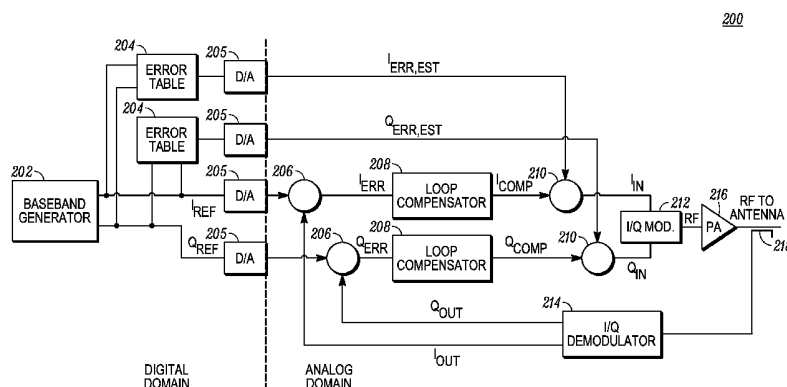 200
204
ERROR
TABLE
205
D/A
I ERR,EST
204
ERROR
TABLE
205
D/A
Q ERR,EST
202
BASEBAND
GENERATOR
I REF
205
D/A
206
I ERR
208
LOOP
COMPENSATOR
I COMP
210
I IN
212
I/Q MOD.
RF
216
PA
RF TO
ANTENNA
218
Q REF
205
D/A
206
Q ERR
208
LOOP
COMPENSATOR
Q COMP
210
Q IN
Q OUT
214
I/Q
DEMODULATOR
I OUT
DIGITAL
DOMAIN
ANALOG
DOMAIN